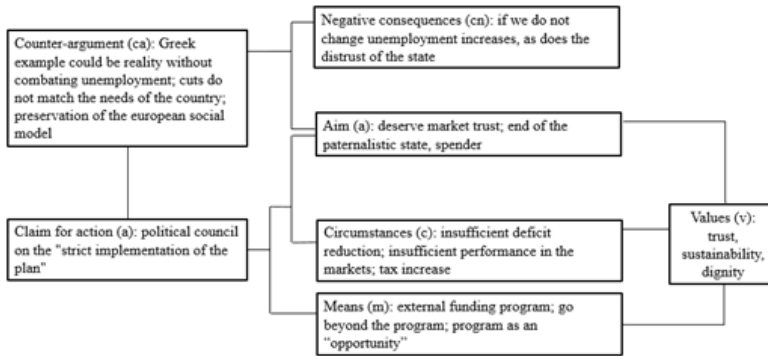 Counter-argument (ca): Greek
example could be reality without
combating unemployment; cuts do
not match the needs of the country;
preservation of the european social
model
Negative consequences (cn): if we do not
change unemployment increases, as does the
distrust of the state
Aim (a): deserve market trust; end of the
paternalistic state, spender
Claim for action (a): political council
on the "strict implementation of the
plan"
Circumstances (c): insufficient deficit
reduction; insufficient performance in the
markets; tax increase
Values (v):
trust,
sustainability,
dignity
Means (m): external funding program; go
beyond the program; program as an
“opportunity”